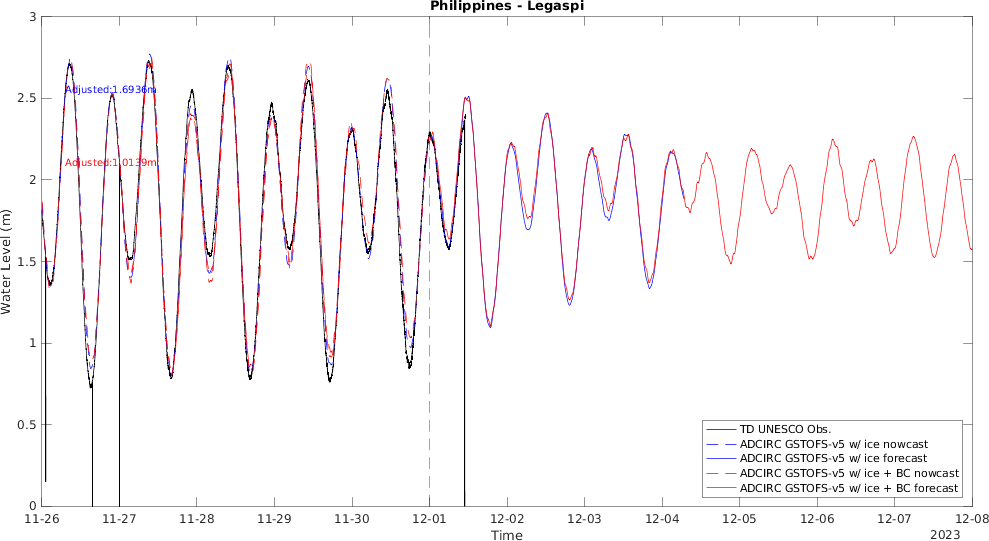 Philippines - Legaspi
3
2.5
2
1.5
1
0.5
0
Water Level (m)
Adjusted:1.6936m
Adjusted:1.0139m
TD UNESCO Obs.
ADCIRC GSTOFS-v5 w/ ice nowcast
ADCIRC GSTOFS-v5 w/ ice forecast
ADCIRC GSTOFS-v5 w/ ice + BC nowcast
ADCIRC GSTOFS-v5 w/ ice + BC forecast
11-26 11-27 11-28 11-29 11-30 12-01 12-02 12-03 12-04 12-05 12-06 12-07 12-08
Time
2023